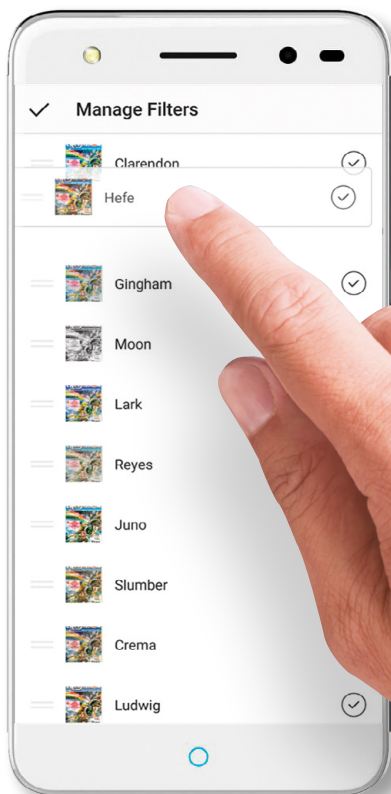 Manage Filters
Clarendon
Hefe
Gingham
Moon
Lark
Reyes
Juno
Slumber
Crema
Ludwig